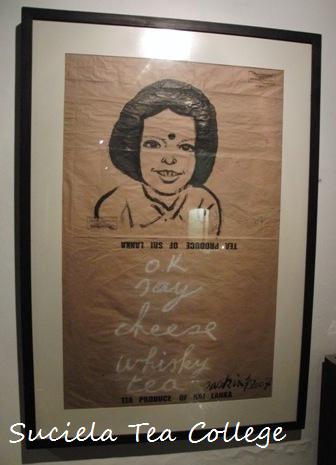 TEA PRODUCE OF SRI LANKA
ok
say
cheese
whisky
tea
TEA PRODUCE OF SRI LANKA
Suciela Tea College